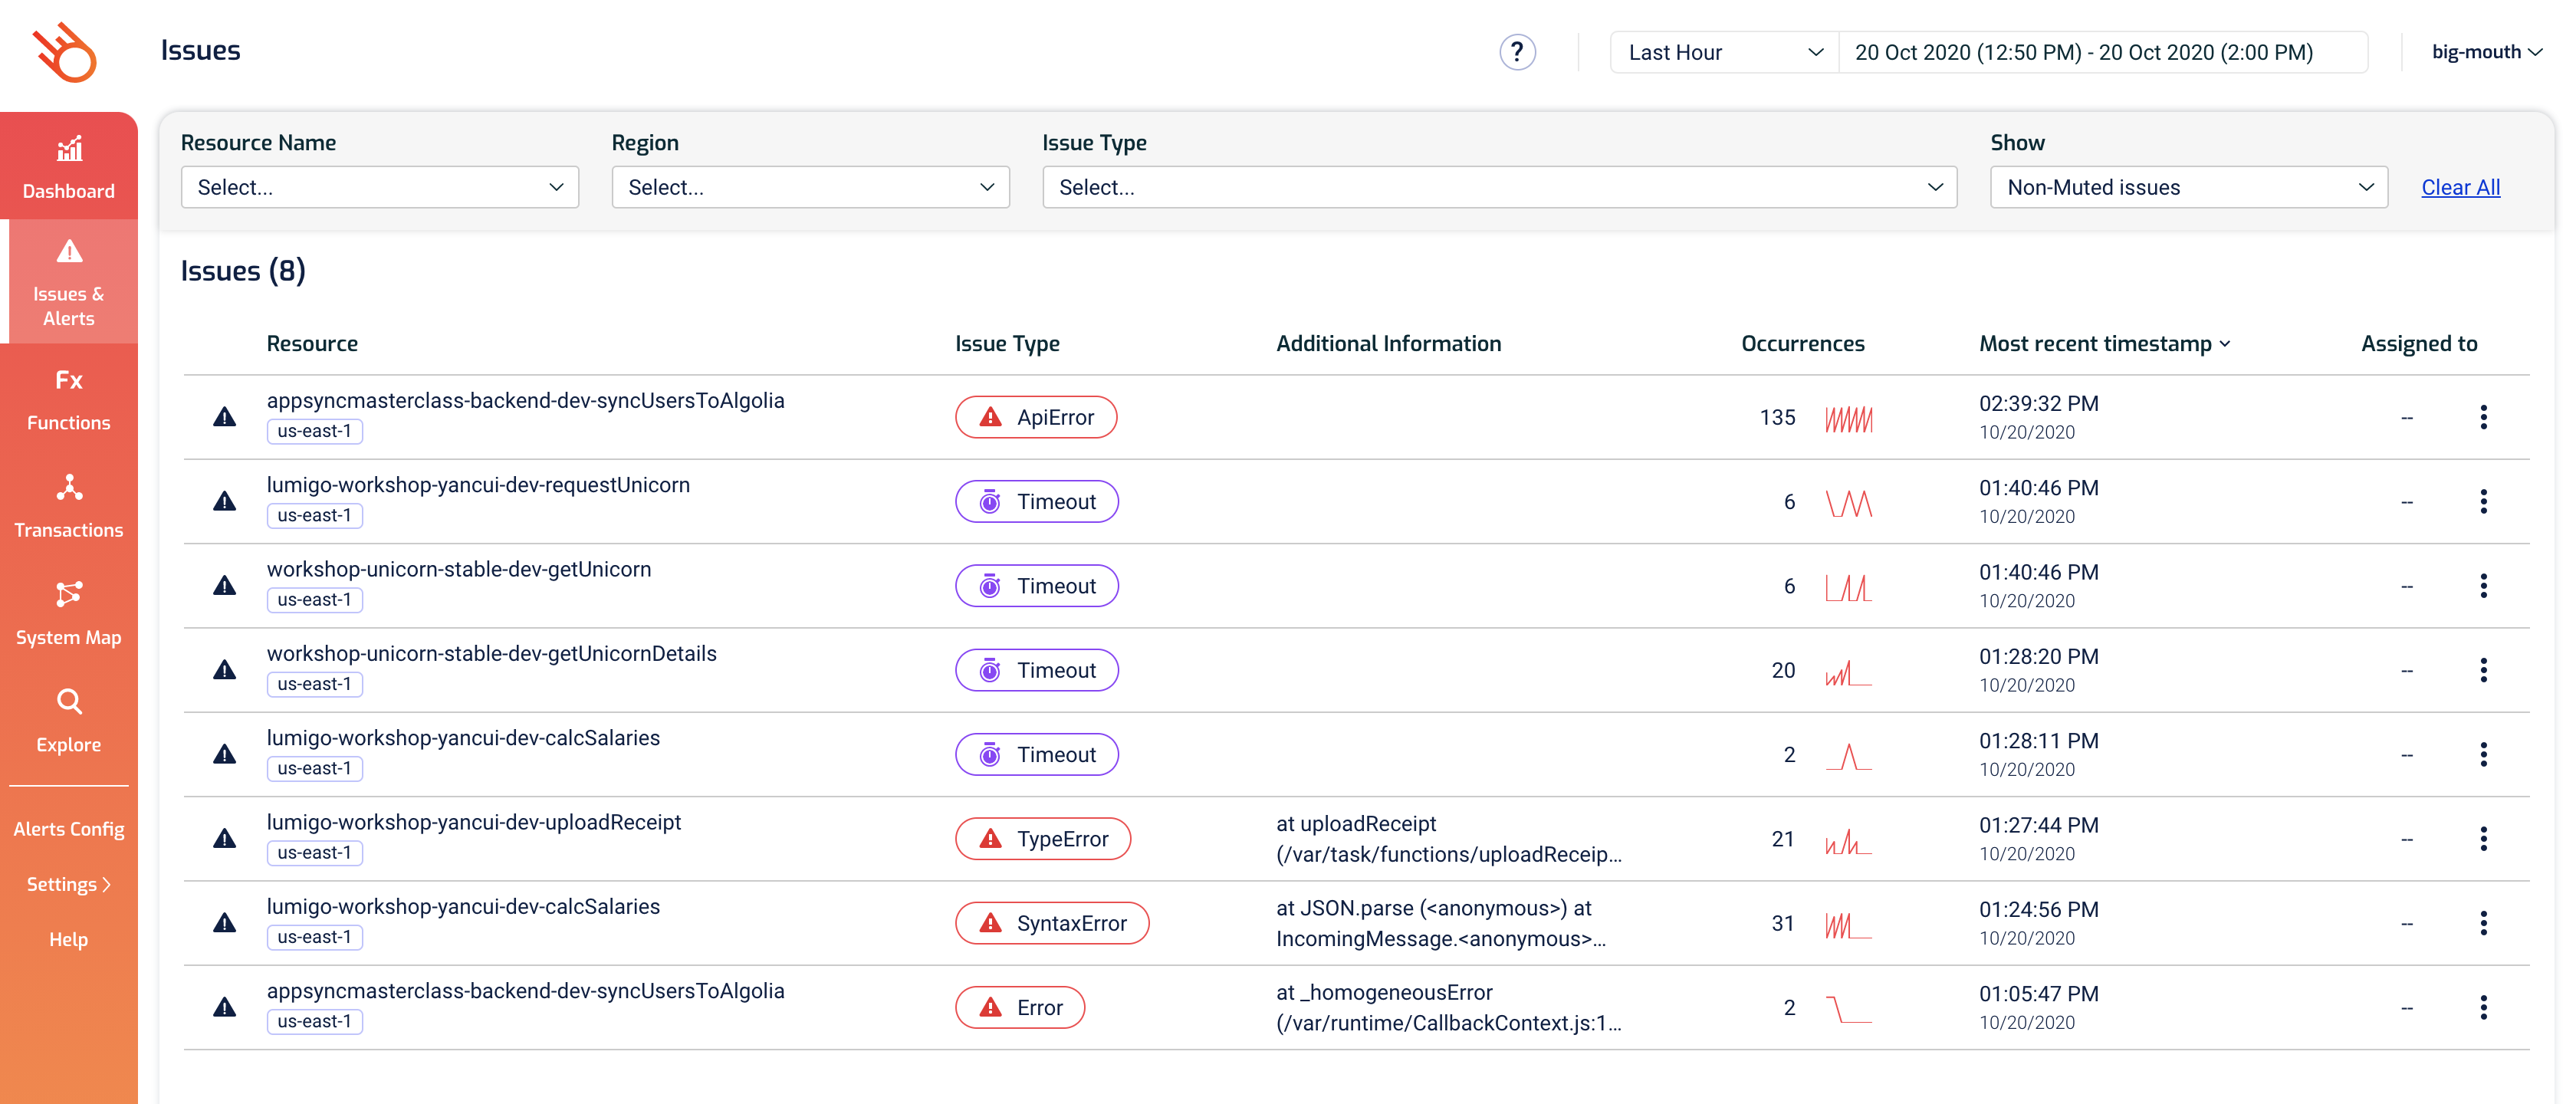 Issues
?
Last Hour
20 Oct 2020 (12:50 PM) - 20 Oct 2020 (2:00 PM)
big-mouth
Dashboard
Issues &
Alerts
Fx
Functions
Transactions
System Map
Explore
Alerts Config
Settings
Help
Resource Name
Region
Issue Type
Show
Select...
Select...
Select...
Non-Muted issues
Clear All
Issues (8)
Resource
Issue Type
Additional Information
Occurrences
Most recent timestamp
Assigned to
appsyncmasterclass-backend-dev-syncUsersToAlgolia
us-east-1
ApiError
135
02:39:32 PM
10/20/2020
--
lumigo-workshop-yancui-dev-requestUnicorn
us-east-1
Timeout
6
01:40:46 PM
10/20/2020
--
workshop-unicorn-stable-dev-getUnicorn
us-east-1
Timeout
6
01:40:46 PM
10/20/2020
--
workshop-unicorn-stable-dev-getUnicornDetails
us-east-1
Timeout
20
01:28:20 PM
10/20/2020
--
lumigo-workshop-yancui-dev-calcSalaries
us-east-1
Timeout
2
01:28:11 PM
10/20/2020
--
lumigo-workshop-yancui-dev-uploadReceipt
us-east-1
TypeError
at uploadReceipt
(/var/task/functions/uploadReceip...
21
01:27:44 PM
10/20/2020
--
lumigo-workshop-yancui-dev-calcSalaries
us-east-1
SyntaxError
at JSON.parse (<anonymous>) at
IncomingMessage.<anonymous>...
31
01:24:56 PM
10/20/2020
--
appsyncmasterclass-backend-dev-syncUsersToAlgolia
us-east-1
Error
at _homogeneousError
(/var/runtime/CallbackContext.js:1...
2
01:05:47 PM
10/20/2020
--